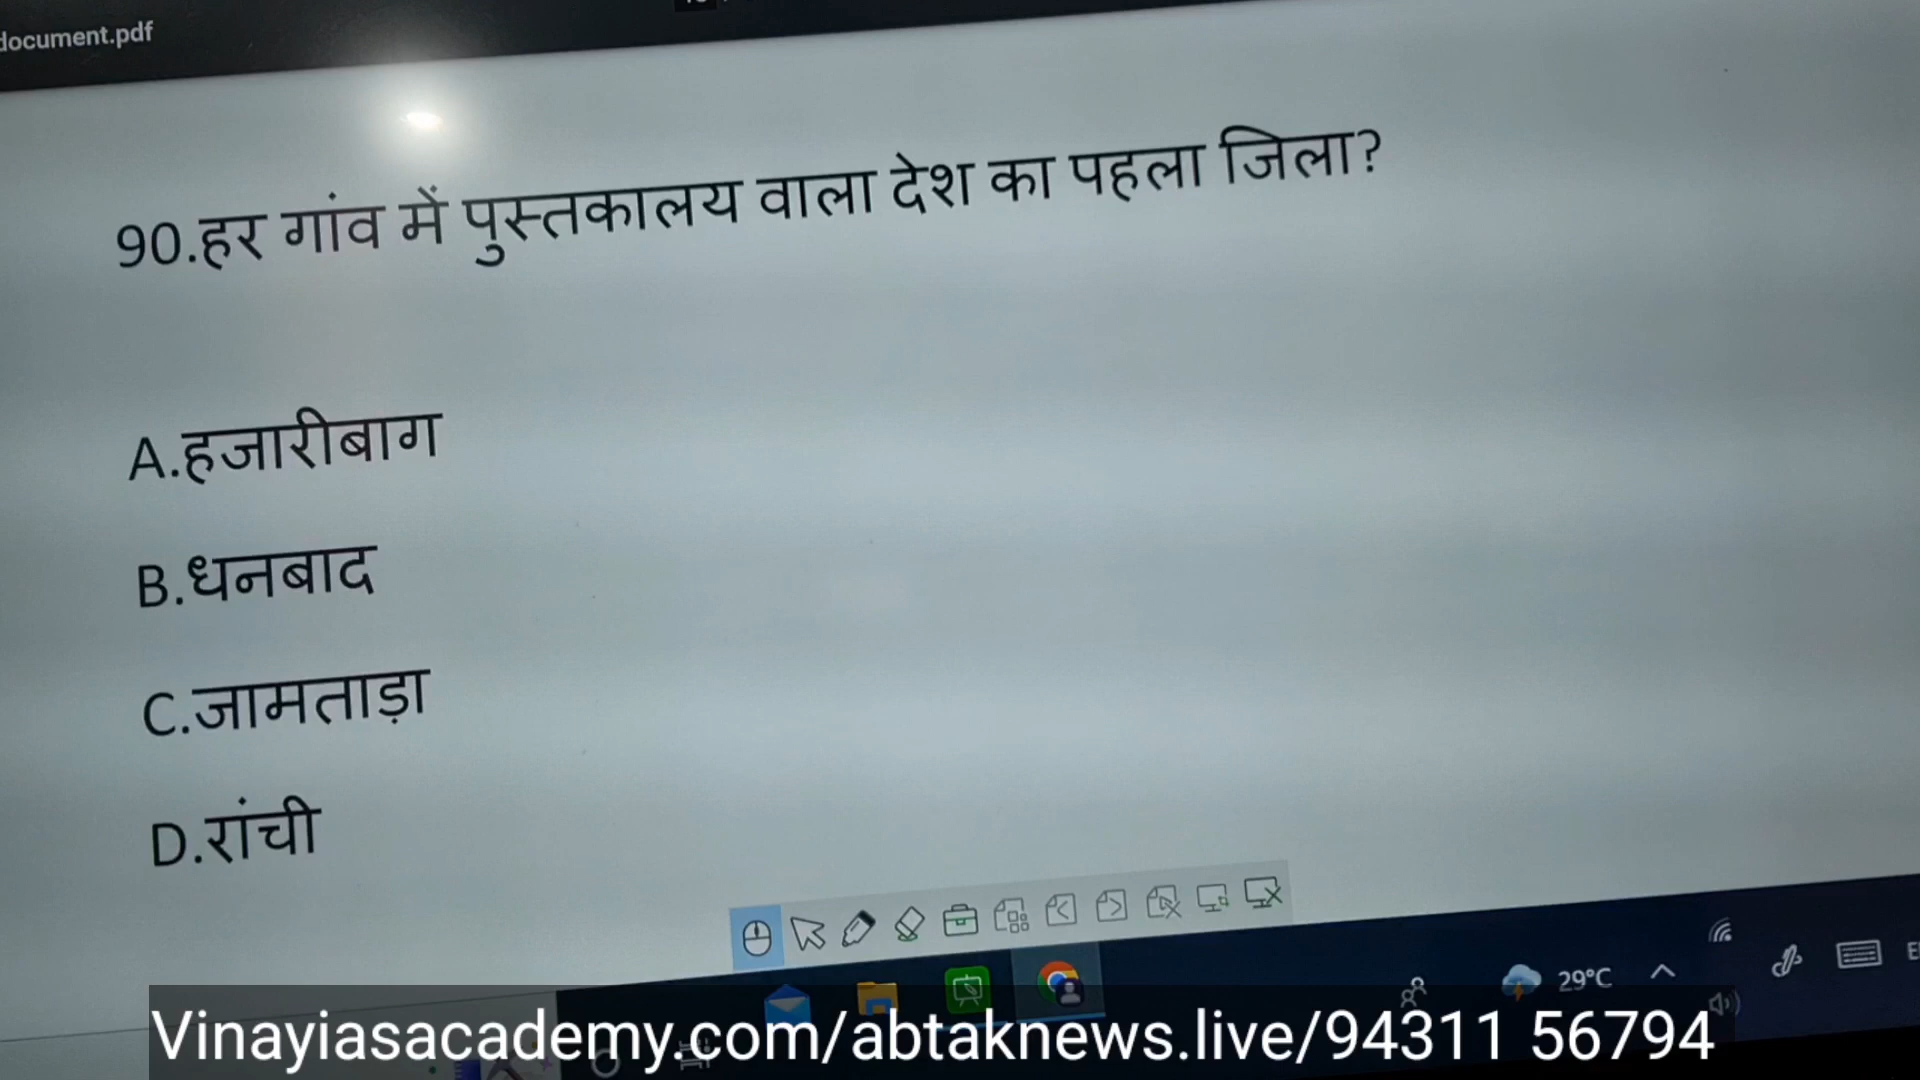 document.pdf
90.हर गांव में पुस्तकालय वाला देश का पहला जिला?
A.हजारीबाग
B.धनबाद
C.जामताड़ा
D.रांची
29°C
Vinayiasacademy.com/abtaknews.live/94311 56794